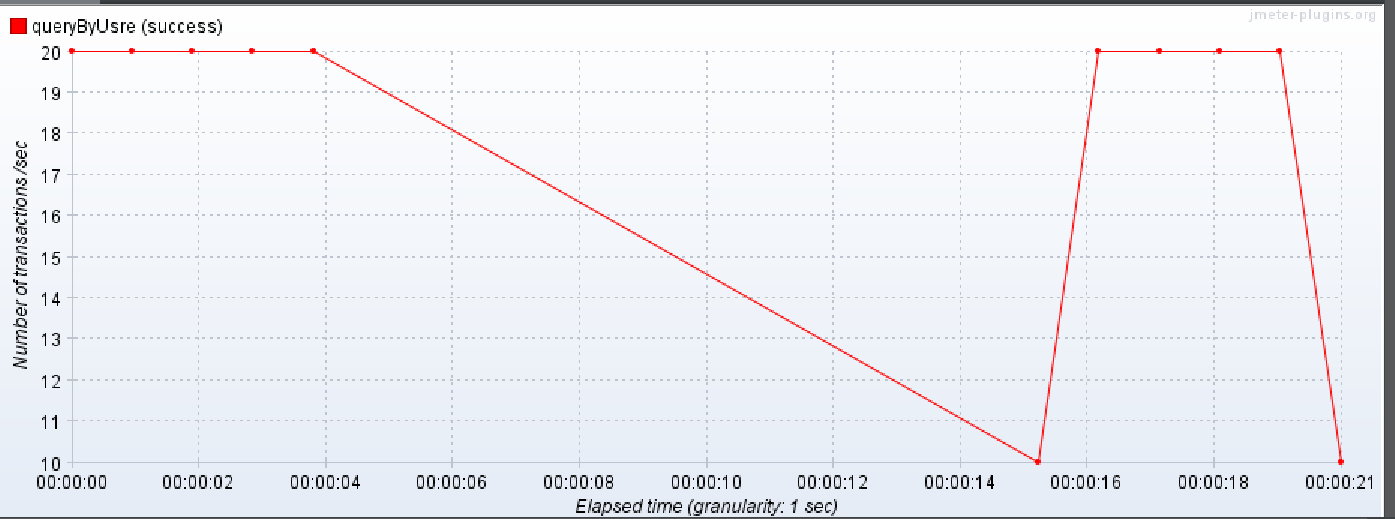 jmeter-plugins.org
queryByUsre (success)
Number of transactions /sec
20
19
18
17
16
15
14
13
12
11
10
00:00:00 00:00:02 00:00:04 00:00:06 00:00:08 00:00:10 00:00:12 00:00:14 00:00:16 00:00:18 00:00:21
Elapsed time (granularity: 1 sec)